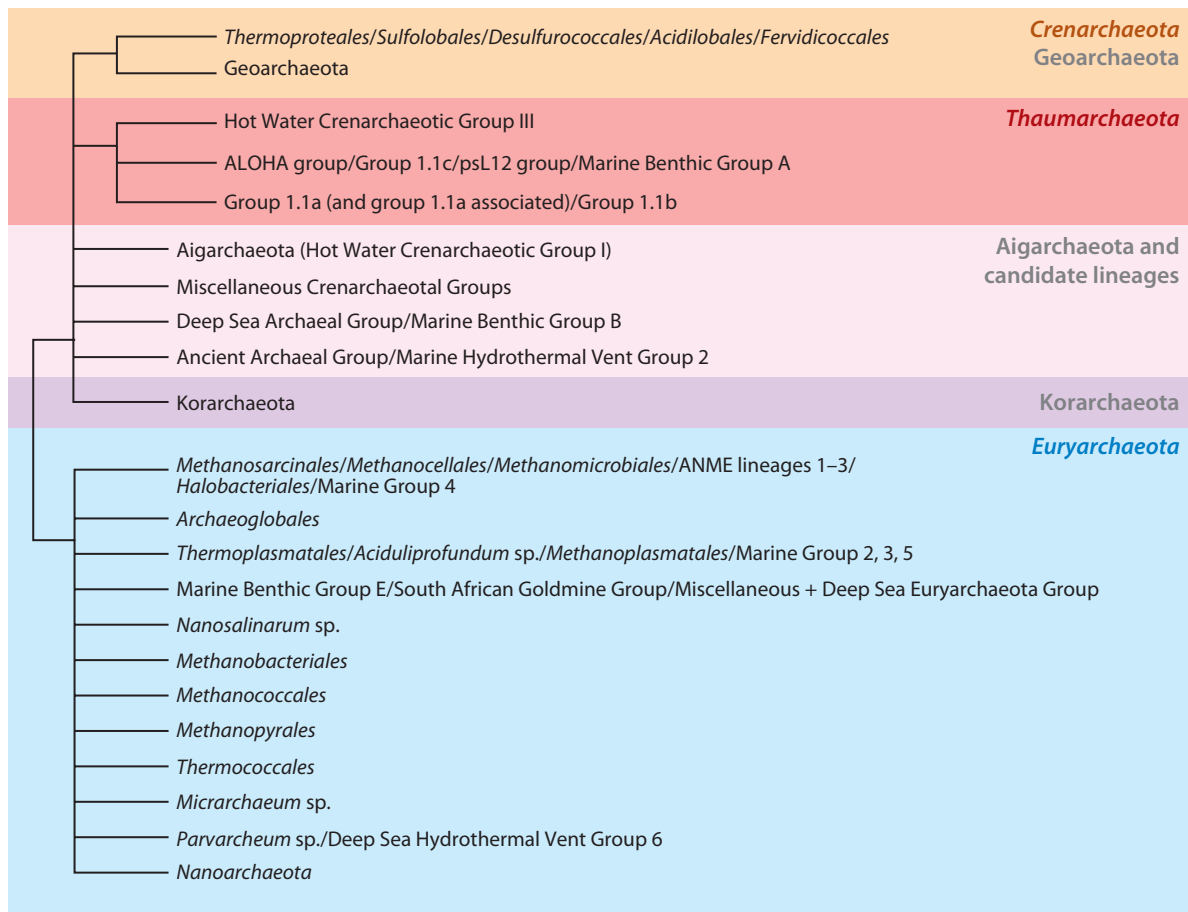 Thermoproteales/Sulfolobales/Desulfurococcales/Acidilobales/Fervidicoccales
Crenarchaeota
Geoarchaeota
Geoarchaeota
Hot Water Crenarchaeotic Group III
Thaumarchaeota
ALOHA group/Group 1.1c/psL12 group/Marine Benthic Group A
Group 1.1a (and group 1.1a associated)/Group 1.1b
Aigarchaeota (Hot Water Crenarchaeotic Group I)
Aigarchaeota and
candidate lineages
Miscellaneous Crenarchaeotal Groups
Deep Sea Archaeal Group/Marine Benthic Group B
Ancient Archaeal Group/Marine Hydrothermal Vent Group 2
Korarchaeota
Korarchaeota
Euryarchaeota
Methanosarcinales/Methanocellales/Methanomicrobiales/ANME lineages 1–3/
Halobacteriales/Marine Group 4
Archaeoglobales
Thermoplasmatales/Aciduliprofundum sp./Methanoplasmatales/Marine Group 2, 3, 5
Marine Benthic Group E/South African Goldmine Group/Miscellaneous + Deep Sea Euryarchaeota Group
Nanosalinarum sp.
Methanobacteriales
Methanococcales
Methanopyrales
Thermococcales
Micrarchaeum sp.
Parvarcheum sp./Deep Sea Hydrothermal Vent Group 6
Nanoarchaeota